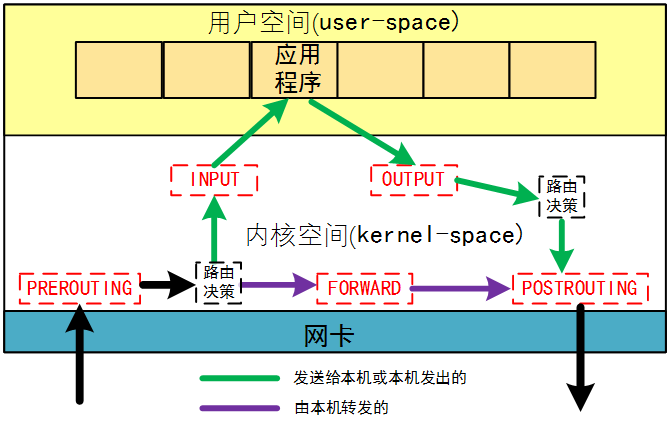 用户空间(user-space)
应用
程序
INPUT
OUTPUT
路由
决策
内核空间(kernel-space)
PREROUTING
路由
决策
FORWARD
POSTROUTING
网卡
发送给本机或本机发出的
由本机转发的